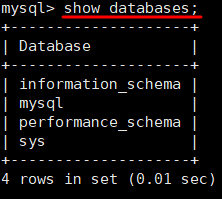 mysql> show databases;
+--------------------+
| Database           |
+--------------------+
| information_schema |
| mysql              |
| performance_schema |
| sys                |
+--------------------+
4 rows in set (0.01 sec)